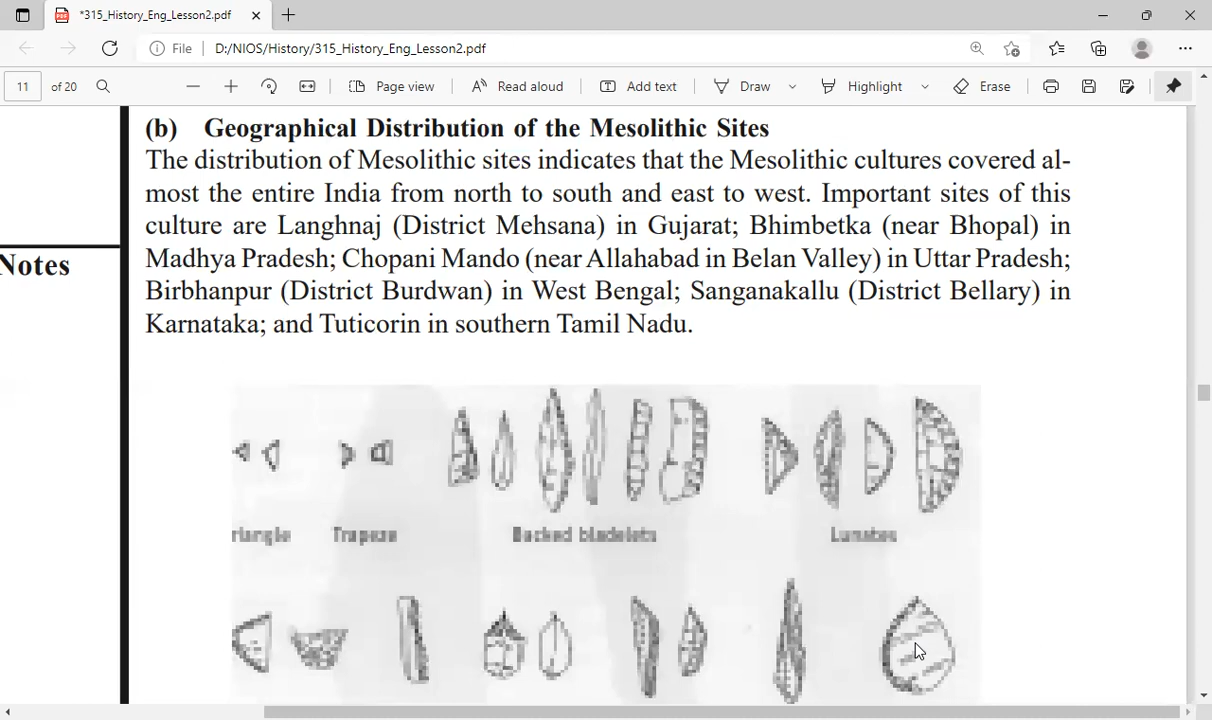 *315_History_Eng_Lesson2.pdf
File D:/NIOS/History/315_History_Eng_Lesson2.pdf
11 of 20 Page view Read aloud Add text Draw Highlight Erase
(b) Geographical Distribution of the Mesolithic Sites
The distribution of Mesolithic sites indicates that the Mesolithic cultures covered al-
most the entire India from north to south and east to west. Important sites of this
culture are Langhnaj (District Mehsana) in Gujarat; Bhimbetka (near Bhopal) in
Notes
Madhya Pradesh; Chopani Mando (near Allahabad in Belan Valley) in Uttar Pradesh;
Birbhanpur (District Burdwan) in West Bengal; Sanganakallu (District Bellary) in
Karnataka; and Tuticorin in southern Tamil Nadu.
riangle Trapeze Backed bladelets Lunates